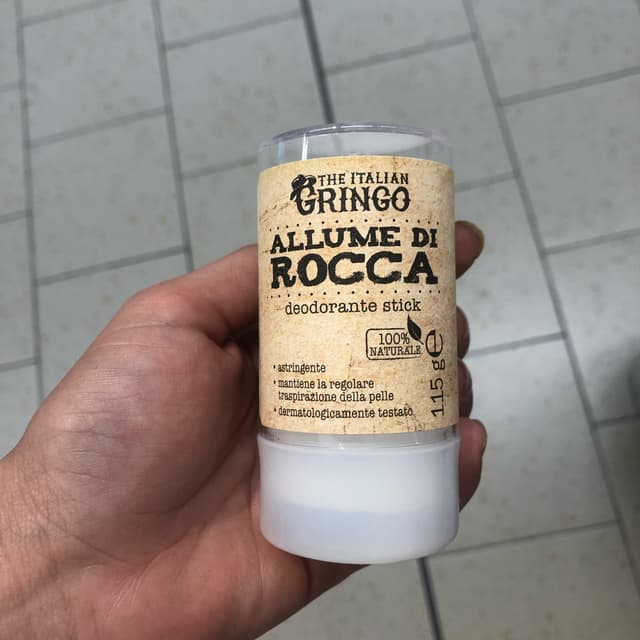 THE ITALIAN
GRINGO
ALLUME DI
ROCCA
deodorante stick
100%
NATURALE
• astringente
• mantiene la regolare
traspirazione della pelle
• dermatologicamente testato
115 g e